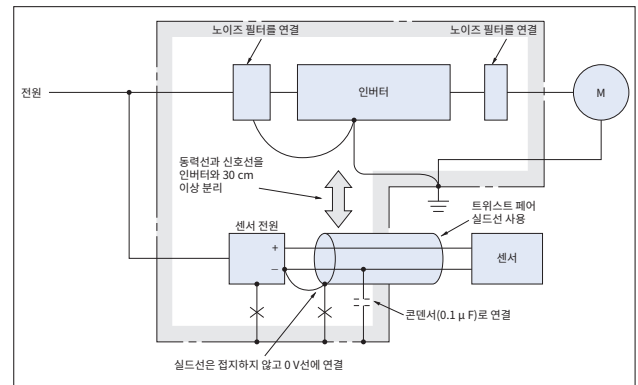 노이즈 필터를 연결
노이즈 필터를 연결
전원
인버터
M
동력선과 신호선을
인버터와 30 cm
이상 분리
트위스트 페어
실드선 사용
센서 전원
+
−
센서
콘덴서(0.1 μ F)로 연결
실드선은 접지하지 않고 0 V선에 연결